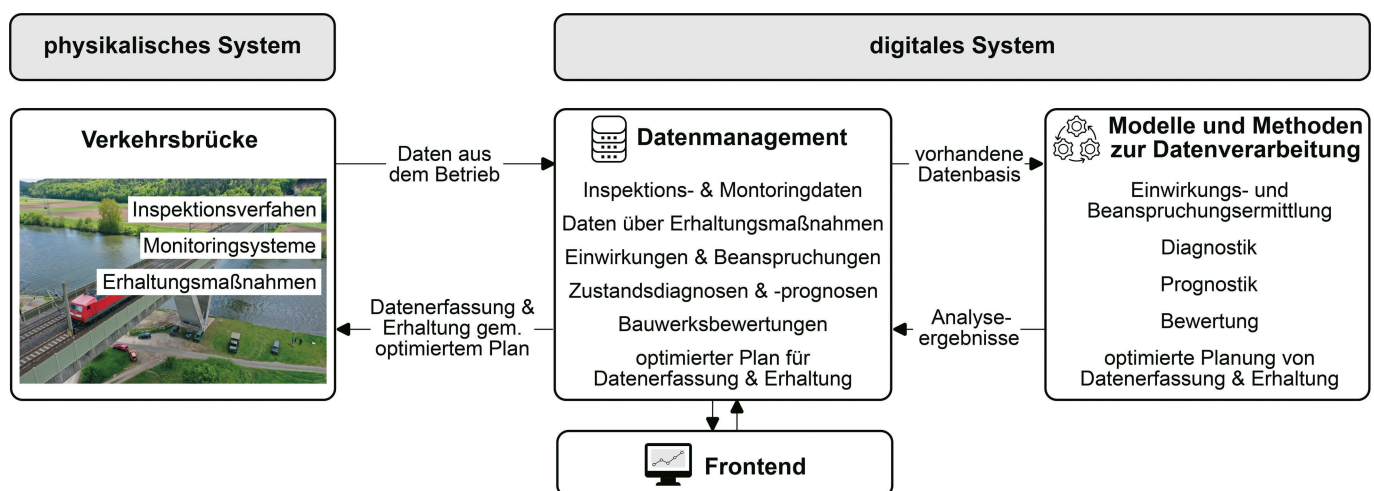 physikalisches System
digitales System
Verkehrsbrücke
Inspektionsverfahen
Monitoringsysteme
Erhaltungsmaßnahmen
Daten aus
dem Betrieb
Datenerfassung &
Erhaltung gem.
optimiertem Plan
Datenmanagement
Inspektions- & Montoringdaten
Daten über Erhaltungsmaßnahmen
Einwirkungen & Beanspruchungen
Zustandsdiagnosen & -prognosen
Bauwerksbewertungen
optimierter Plan für
Datenerfassung & Erhaltung
vorhandene
Datenbasis
Analyse-
ergebnisse
Modelle und Methoden
zur Datenverarbeitung
Einwirkungs- und
Beanspruchungsermittlung
Diagnostik
Prognostik
Bewertung
optimierte Planung von
Datenerfassung & Erhaltung
Frontend